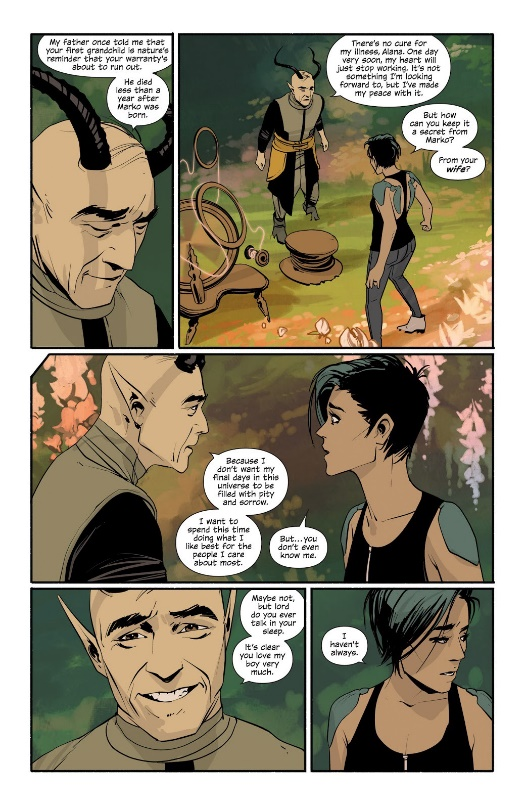 My father once told me that
your first grandchild is nature's
reminder that your warranty's
about to run out.
He died
less than a
year after
Marko was
born.
There's no cure for
my illness, Alana. One day
very soon, my heart will
just stop working. It's not
something I'm looking
forward to, but I've made
my peace with it.
But how
can you keep it
a secret from
Marko?
From your
wife?
Because I
don't want my
final days in this
universe to be
filled with pity
and sorrow.
I want to
spend this time
doing what I
like best for the
people I care
about most.
But...you
don't even
know me.
Maybe not,
but lord
do you ever
talk in your
sleep.
It's clear
you love my
boy very
much.
I
haven't
always.